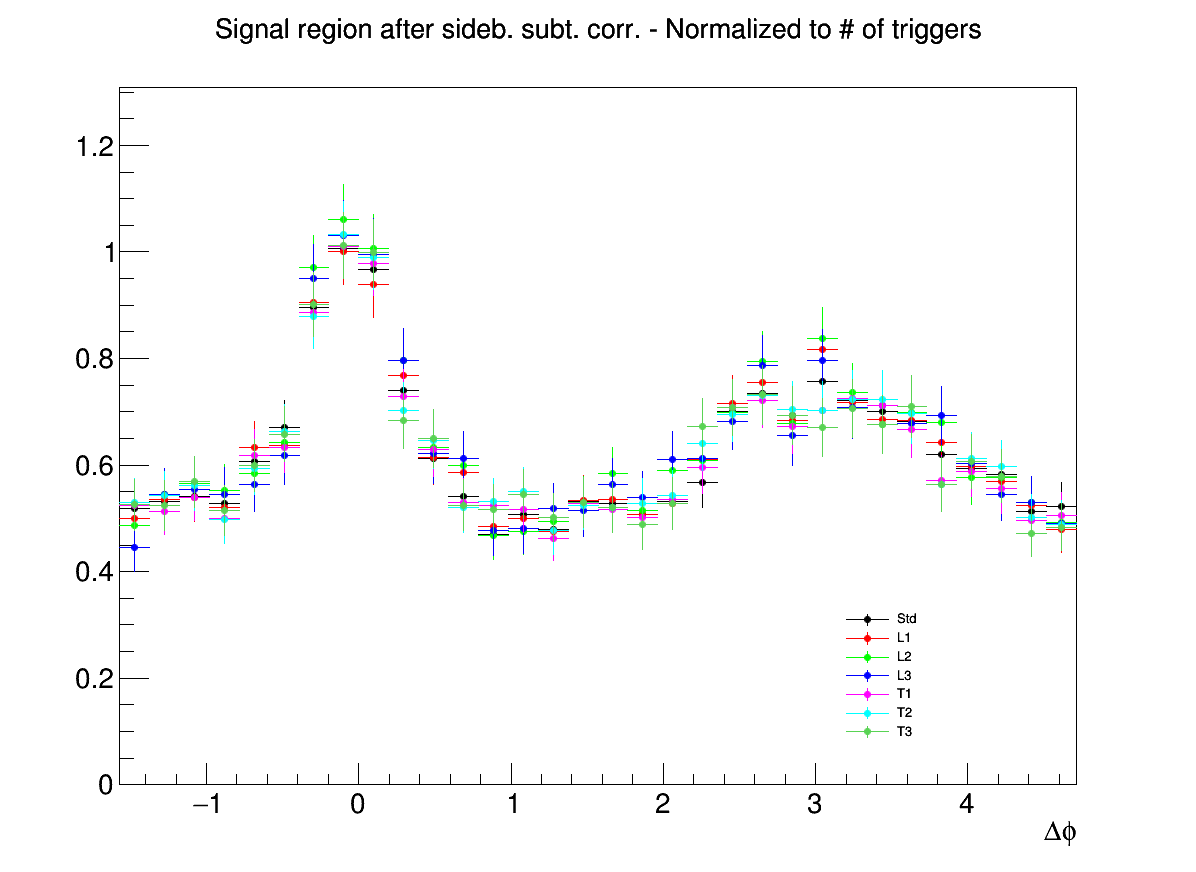 Signal region after sideb. subt. corr. - Normalized to # of triggers
1.2
1
0.8
0.6
0.4
0.2
0
Std
L1
L2
L3
T1
T2
T3
−1 0 1 2 3 4
Δϕ